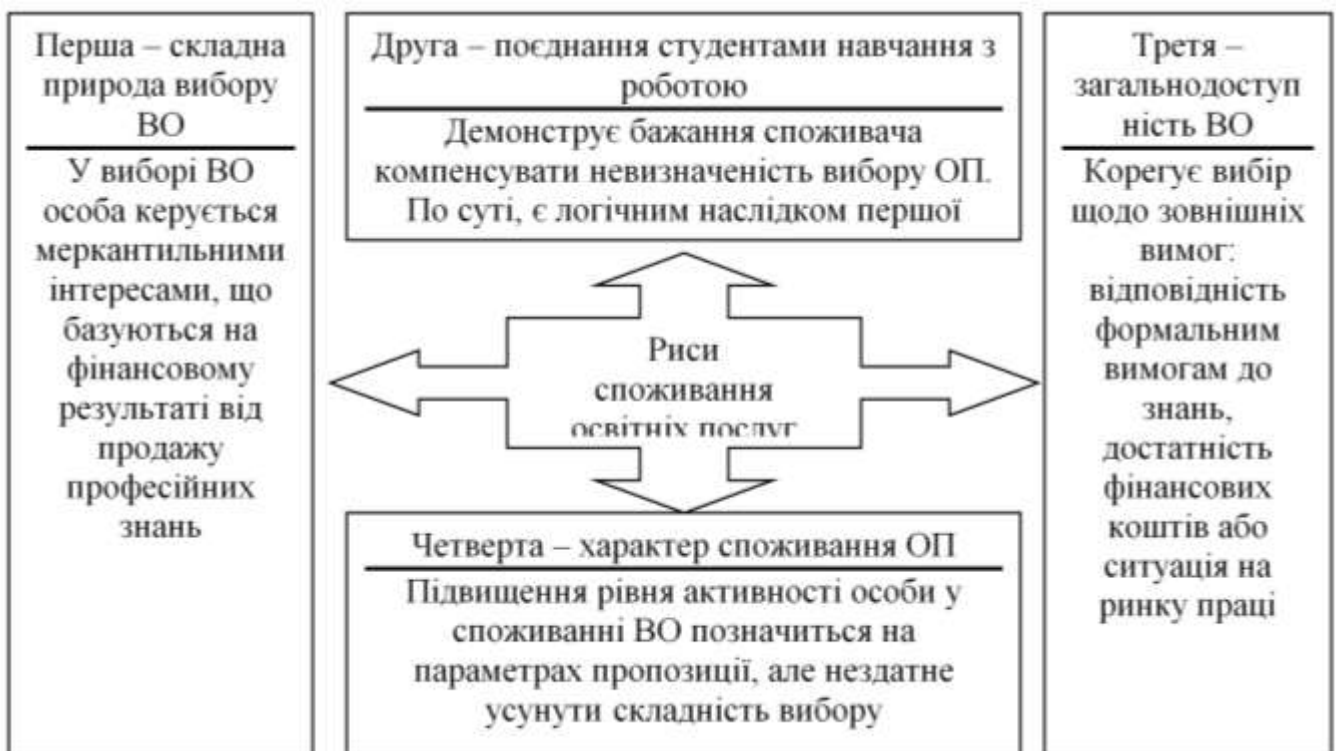 Перша – складна
природа вибору
ВО
У виборі ВО
особа керується
меркантильними
інтересами, що
базуються на
фінансовому
результаті від
продажу
професійних
знань
Друга – поєднання студентами навчання з
роботою
Демонструє бажання споживача
компенсувати невизначеність вибору ОП.
По суті, є логічним наслідком першої
Третя –
загальнодоступ
ність ВО
Корегує вибір
щодо зовнішніх
вимог:
відповідність
формальним
вимогам до
знань,
достатність
фінансових
коштів або
ситуація на
ринку праці
Риси
споживання
освітніх послуг
Четверта – характер споживання ОП
Підвищення рівня активності особи у
споживанні ВО позначиться на
параметрах пропозиції, але нездатне
усунути складність вибору